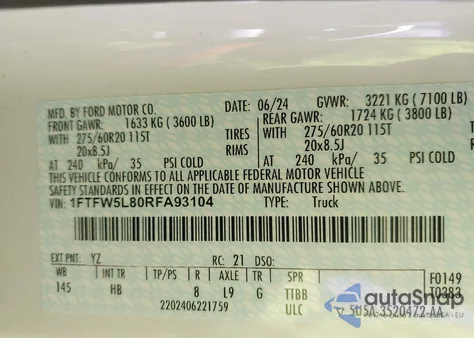 MFD. BY FORD MOTOR CO.
DATE: 06/24 GVWR: 3221 KG (7100 LB)
FRONT GAWR: 1633 KG (3600 LB) REAR GAWR: 1724 KG (3800 LB)
WITH 275/60R20 115T TIRES WITH 275/60R20 115T
20x8.5J RIMS 20x8.5J
AT 240 kPa/ 35 PSI COLD AT 240 kPa/ 35 PSI COLD
THIS VEHICLE CONFORMS TO ALL APPLICABLE FEDERAL MOTOR VEHICLE
SAFETY STANDARDS IN EFFECT ON THE DATE OF MANUFACTURE SHOWN ABOVE.
VIN: 1FTFW5L80RFA93104 TYPE: Truck
EXT PNT: YZ RC: 21 DSO:
WB INT TR TP/PS R AXLE TR SPR F0149
145 HB 8 L9 G TTBB F0383
2202406221759 ULC 5U5A-3520472-AA
autoSnap